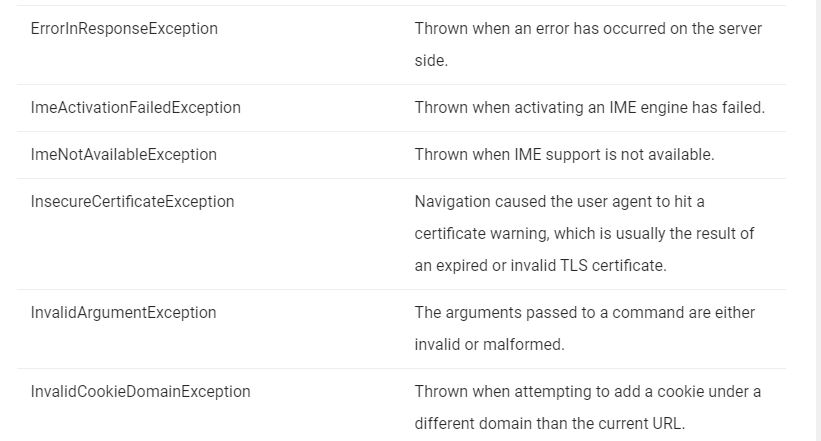 ErrorInResponseException
Thrown when an error has occurred on the server
side.
ImeActivationFailedException
Thrown when activating an IME engine has failed.
ImeNotAvailableException
Thrown when IME support is not available.
InsecureCertificateException
Navigation caused the user agent to hit a
certificate warning, which is usually the result of
an expired or invalid TLS certificate.
InvalidArgumentException
The arguments passed to a command are either
invalid or malformed.
InvalidCookieDomainException
Thrown when attempting to add a cookie under a
different domain than the current URL.